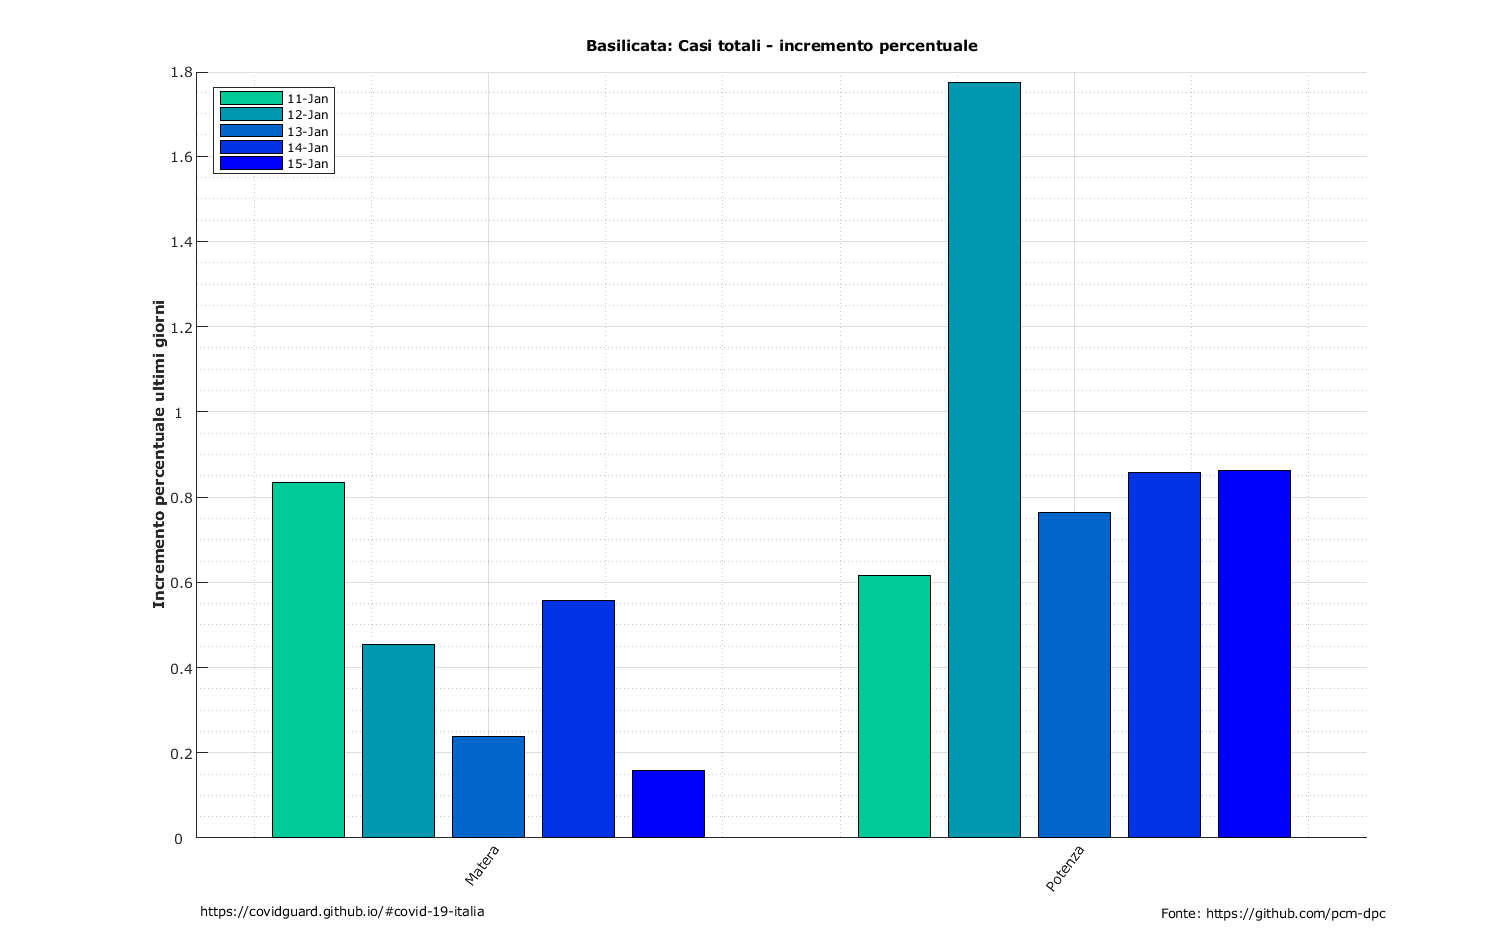 Basilicata: Casi totali - incremento percentuale
1.8
1.6
1.4
1.2
1
0.8
0.6
0.4
0.2
0
Incremento percentuale ultimi giorni
11-Jan
12-Jan
13-Jan
14-Jan
15-Jan
Matera
Potenza
https://covidguard.github.io/#covid-19-italia
Fonte: https://github.com/pcm-dpc